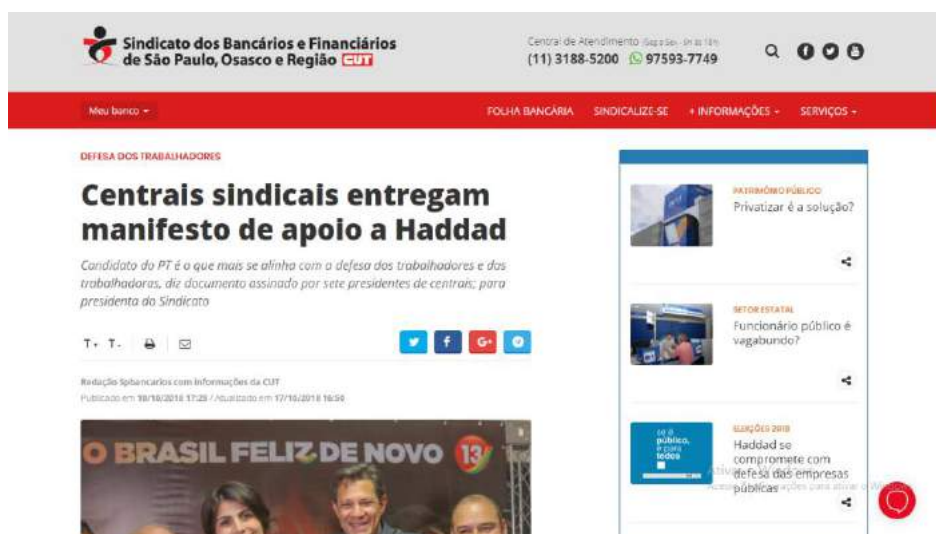 Sindicato dos Bancários e Financiários
de São Paulo, Osasco e Região CUT
Central de Atendimento
(11) 3188-5200 97593-7749
Meu banco
FOLHA BANCÁRIA SINDICALIZE-SE + INFORMAÇÕES SERVIÇOS
DEFESA DOS TRABALHADORES
Centrais sindicais entregam
manifesto de apoio a Haddad
Candidato do PT é o que mais se alinha com a defesa dos trabalhadores e das
trabalhadoras, diz documento assinado por sete presidentes de centrais; para
presidenta do Sindicato
T+ T-
Redação Spbancarios com informações da CUT
Publicado em 10/10/2018 17:25 / Atualizado em 17/10/2018 16:50
O BRASIL FELIZ DE NOVO 13
PATRIMÔNIO PÚBLICO
Privatizar é a solução?
SETOR ESTATAL
Funcionário público é
vagabundo?
se é
público,
é para
todos
ELEIÇÕES 2018
Haddad se
compromete com
defesa das empresas
públicas